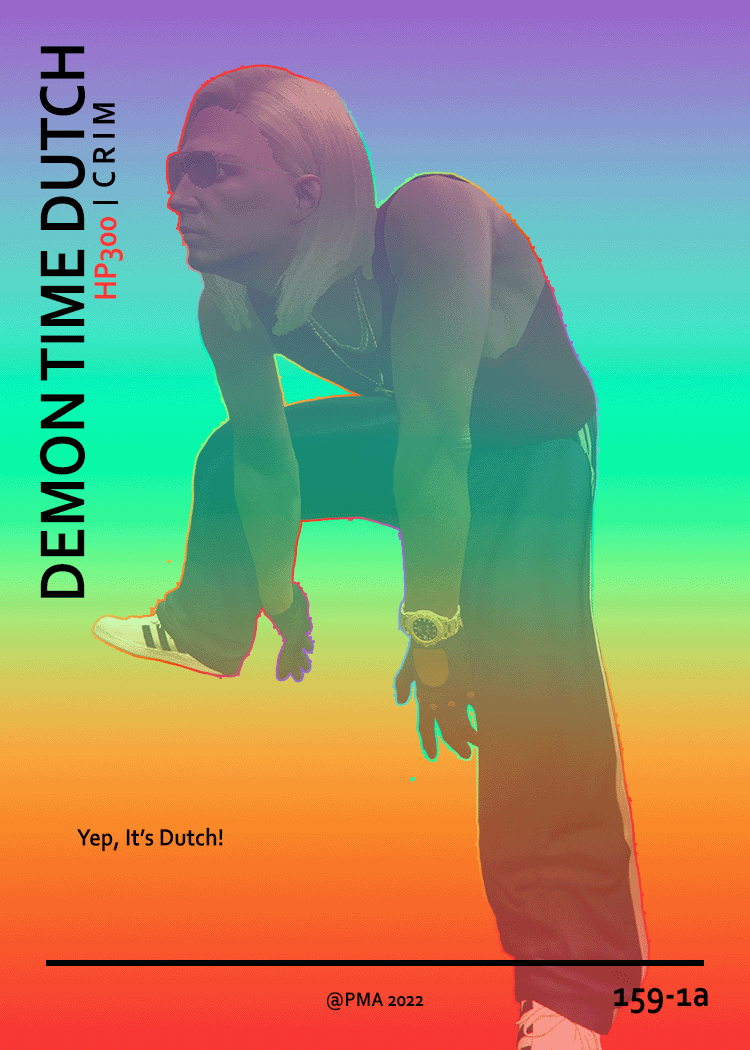 DEMON TIME DUTCH
HP300 | CRIM
Yep, It's Dutch!
@PMA 2022
159-1a